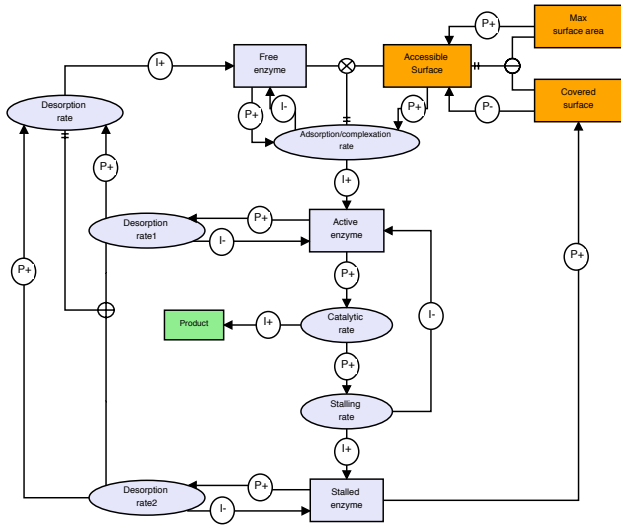 P+
Max
surface area
I+
Free
enzyme
Accessible
Surface
P+
I-
P+
P-
Covered
surface
Desorption
rate
Adsorption/complexation
rate
I+
P+
Desorption
rate1
P+
I-
Active
enzyme
P+
P+
P+
Product
I+
Catalytic
rate
I-
P+
Stalling
rate
I+
Desorption
rate2
P+
I-
Stalled
enzyme